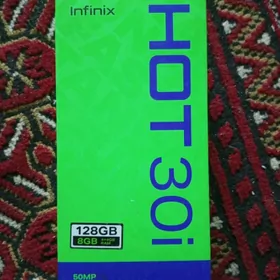 Infinix
HOT 30i
128GB
8GB
50MP